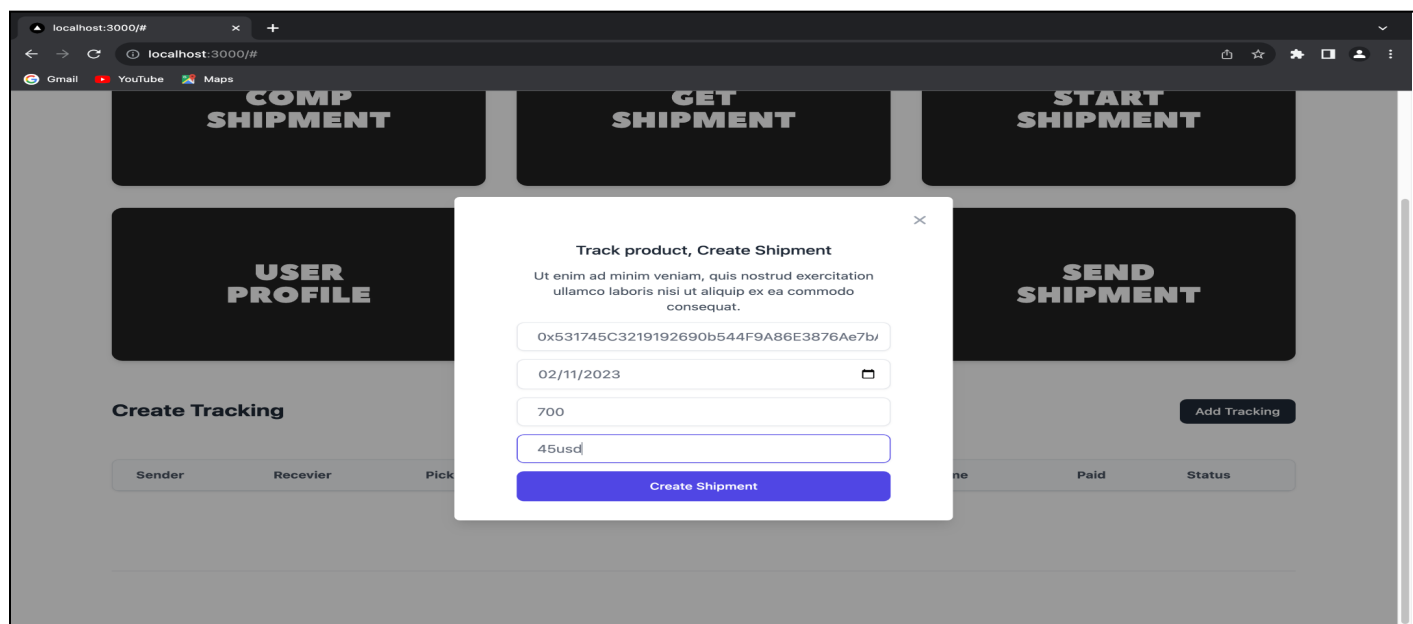 localhost:3000/#
localhost:3000/#
Gmail YouTube Maps
COMP
SHIPMENT
GET
SHIPMENT
START
SHIPMENT
USER
PROFILE
SEND
SHIPMENT
Track product, Create Shipment
Ut enim ad minim veniam, quis nostrud exercitation
ullamco laboris nisi ut aliquip ex ea commodo
consequat.
0x531745C3219192690b544F9A86E3876Ae7b
02/11/2023
700
45usd
Create Shipment
Create Tracking
Add Tracking
Sender Recevier Pick ne Paid Status